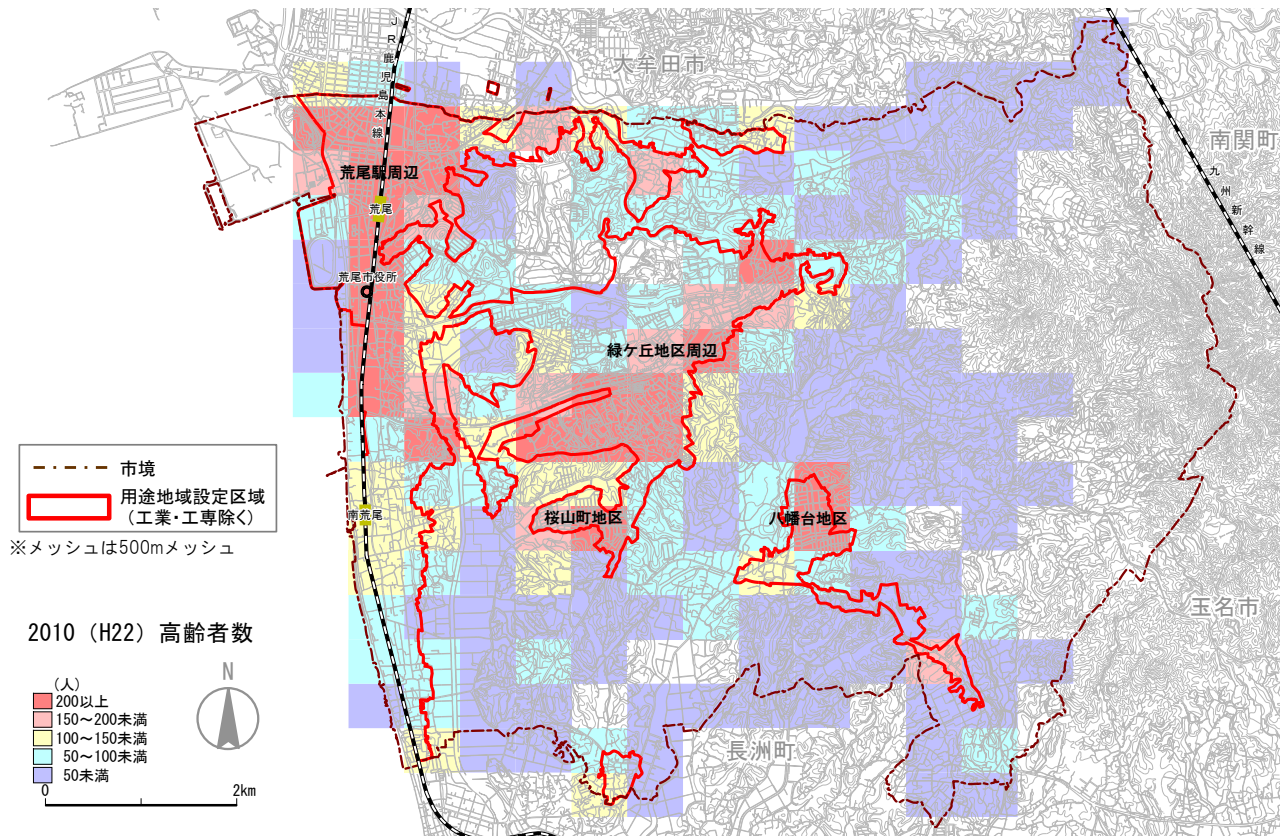 JR鹿児島本線
大牟田市
南関町
九州新幹線
荒尾駅周辺
荒尾
荒尾市役所
緑ケ丘地区周辺
市境
用途地域設定区域
（工業・工専除く）
※メッシュは500mメッシュ
南荒尾
桜山町地区
八幡台地区
玉名市
2010（H22）高齢者数
N
（人）
200以上
150～200未満
100～150未満
50～100未満
50未満
長洲町
0 2km